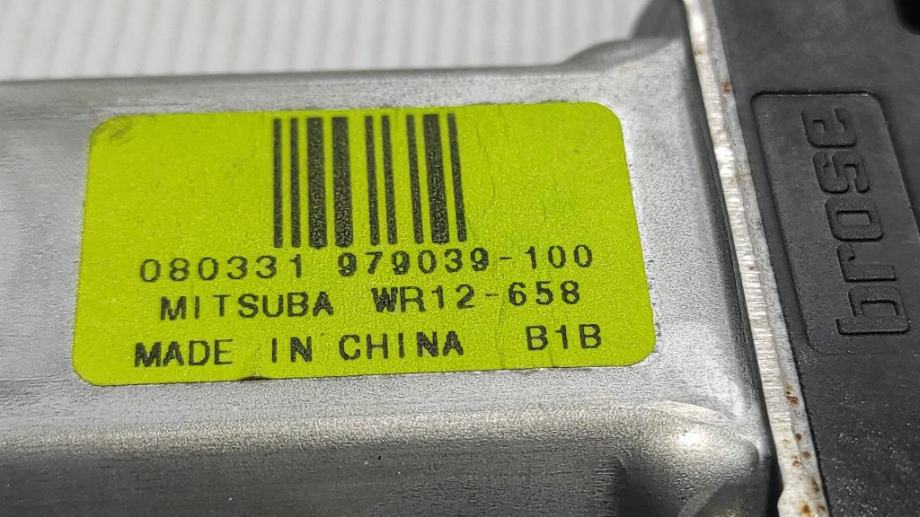 080331 979039-100
MITSUBA WR12-658
MADE IN CHINA B1B
brose